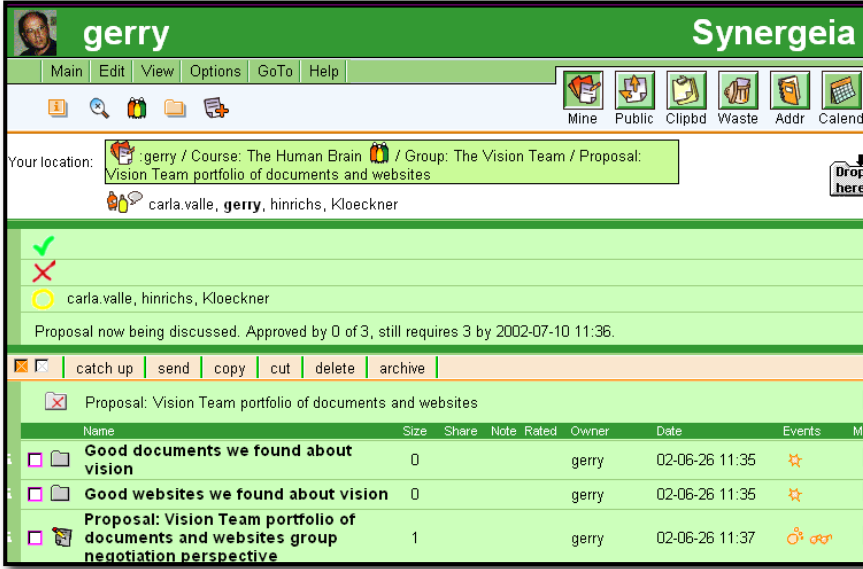 gerry Synergeia
Main Edit View Options GoTo Help
Mine Public Clipbd Waste Addr Calend
Your location: :gerry / Course: The Human Brain / Group: The Vision Team / Proposal:
Vision Team portfolio of documents and websites
Drop
here
carla.valle, gerry, hinrichs, Kloeckner
carla.valle, hinrichs, Kloeckner
Proposal now being discussed. Approved by 0 of 3, still requires 3 by 2002-07-10 11:36.
catch up send copy cut delete archive
Proposal: Vision Team portfolio of documents and websites
Name Size Share Note Rated Owner Date Events M
Good documents we found about
vision
0 gerry 02-06-26 11:35
Good websites we found about vision 0 gerry 02-06-26 11:35
Proposal: Vision Team portfolio of
documents and websites group
negotiation perspective
1 gerry 02-06-26 11:37